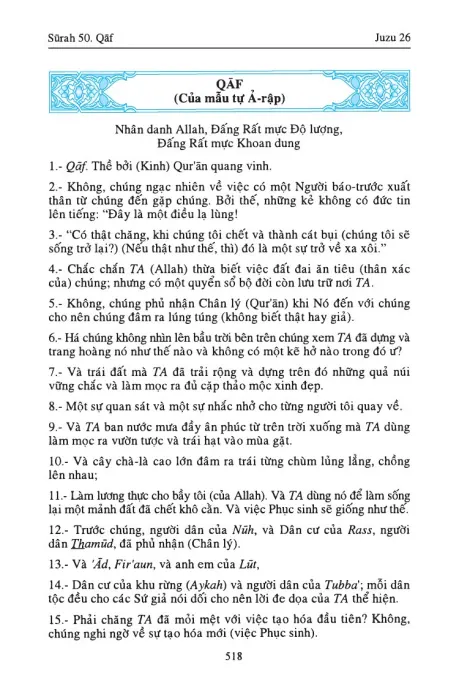 Sūrah 50. Qāf Juzu 26
QĀF
(Của mẫu tự Ả-rập)
Nhân danh Allah, Đấng Rất mực Độ lượng,
Đấng Rất mực Khoan dung
1.- Qāf. Thề bởi (Kinh) Qur'ān quang vinh.
2.- Không, chúng ngạc nhiên về việc có một Người báo-trước xuất
thân từ chúng đến gặp chúng. Bởi thế, những kẻ không có đức tin
lên tiếng: “Đây là một điều lạ lùng!
3.- “Có thật chăng, khi chúng tôi chết và thành cát bụi (chúng tôi sẽ
sống trở lại?) (Nếu thật như thế, thì) đó là một sự trở về xa xôi.”
4.- Chắc chắn TA (Allah) thừa biết việc đất đai ăn tiêu (thân xác
của) chúng; nhưng có một quyển sổ bộ đời còn lưu trữ nơi TA.
5.- Không, chúng phủ nhận Chân lý (Qur'ān) khi Nó đến với chúng
cho nên chúng đâm ra lúng túng (không biết thật hay giả).
6.- Há chúng không nhìn lên bầu trời bên trên chúng xem TA đã dựng và
trang hoàng nó như thế nào và không có một kẽ hở nào trong đó ư?
7.- Và trái đất mà TA đã trải rộng và dựng trên đó những quả núi
vững chắc và làm mọc ra đủ cặp thảo mộc xinh đẹp.
8.- Một sự quan sát và một sự nhắc nhở cho từng người tôi quay về.
9.- Và TA ban nước mưa đầy ân phúc từ trên trời xuống mà TA dùng
làm mọc ra vườn tược và trái hạt vào mùa gặt.
10.- Và cây chà-là cao lớn đâm ra trái từng chùm lủng lẳng, chồng
lên nhau;
11.- Làm lương thực cho bầy tôi (của Allah). Và TA dùng nó để làm sống
lại một mảnh đất đã chết khô cằn. Và việc Phục sinh sẽ giống như thế.
12.- Trước chúng, người dân của Nūh, và Dân cư của Rass, người
dân Thamūd, đã phủ nhận (Chân lý).
13.- Và 'Ād, Fir'aun, và anh em của Lūt,
14.- Dân cư của khu rừng (Aykah) và người dân của Tubba'; mỗi dân
tộc đều cho các Sứ giả nói dối cho nên lời đe dọa của TA thể hiện.
15.- Phải chăng TA đã mỏi mệt với việc tạo hóa đầu tiên? Không,
chúng nghi ngờ về sự tạo hóa mới (việc Phục sinh).
518